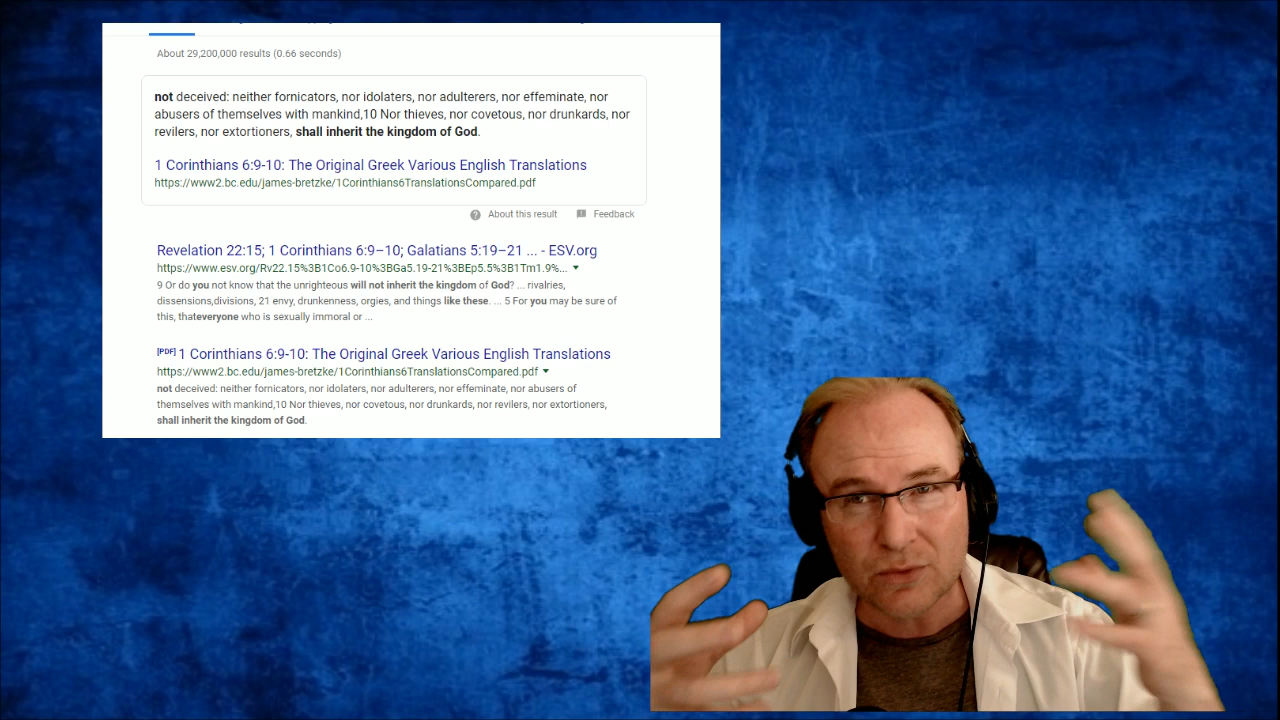 About 29,200,000 results (0.66 seconds)
not deceived: neither fornicators, nor idolaters, nor adulterers, nor effeminate, nor
abusers of themselves with mankind,10 Nor thieves, nor covetous, nor drunkards, nor
revilers, nor extortioners, shall inherit the kingdom of God.
1 Corinthians 6:9-10: The Original Greek Various English Translations
https://www2.bc.edu/james-bretzke/1Corinthians6TranslationsCompared.pdf
About this result Feedback
Revelation 22:15; 1 Corinthians 6:9–10; Galatians 5:19–21 ... - ESV.org
https://www.esv.org/Rv22.15%3B1Co6.9-10%3BGa5.19-21%3BEp5.5%3B1Tm1.9%...
9 Or do you not know that the unrighteous will not inherit the kingdom of God? ... rivalries,
dissensions,divisions, 21 envy, drunkenness, orgies, and things like these. ... 5 For you may be sure of
this, thateveryone who is sexually immoral or ...
[PDF] 1 Corinthians 6:9-10: The Original Greek Various English Translations
https://www2.bc.edu/james-bretzke/1Corinthians6TranslationsCompared.pdf
not deceived: neither fornicators, nor idolaters, nor adulterers, nor effeminate, nor abusers of
themselves with mankind,10 Nor thieves, nor covetous, nor drunkards, nor revilers, nor extortioners,
shall inherit the kingdom of God.